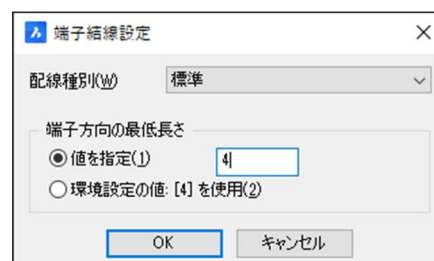 端子結線設定
配線種別(W) 標準
端子方向の最低長さ
値を指定(1) 4
環境設定の値: [4] を使用(2)
OK キャンセル